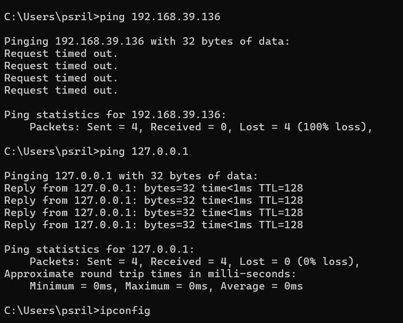 C:\Users\psril>ping 192.168.39.136
Pinging 192.168.39.136 with 32 bytes of data:
Request timed out.
Request timed out.
Request timed out.
Request timed out.
Ping statistics for 192.168.39.136:
    Packets: Sent = 4, Received = 0, Lost = 4 (100% loss),
C:\Users\psril>ping 127.0.0.1
Pinging 127.0.0.1 with 32 bytes of data:
Reply from 127.0.0.1: bytes=32 time<1ms TTL=128
Reply from 127.0.0.1: bytes=32 time<1ms TTL=128
Reply from 127.0.0.1: bytes=32 time<1ms TTL=128
Reply from 127.0.0.1: bytes=32 time<1ms TTL=128
Ping statistics for 127.0.0.1:
    Packets: Sent = 4, Received = 4, Lost = 0 (0% loss),
Approximate round trip times in milli-seconds:
    Minimum = 0ms, Maximum = 0ms, Average = 0ms
C:\Users\psril>ipconfig